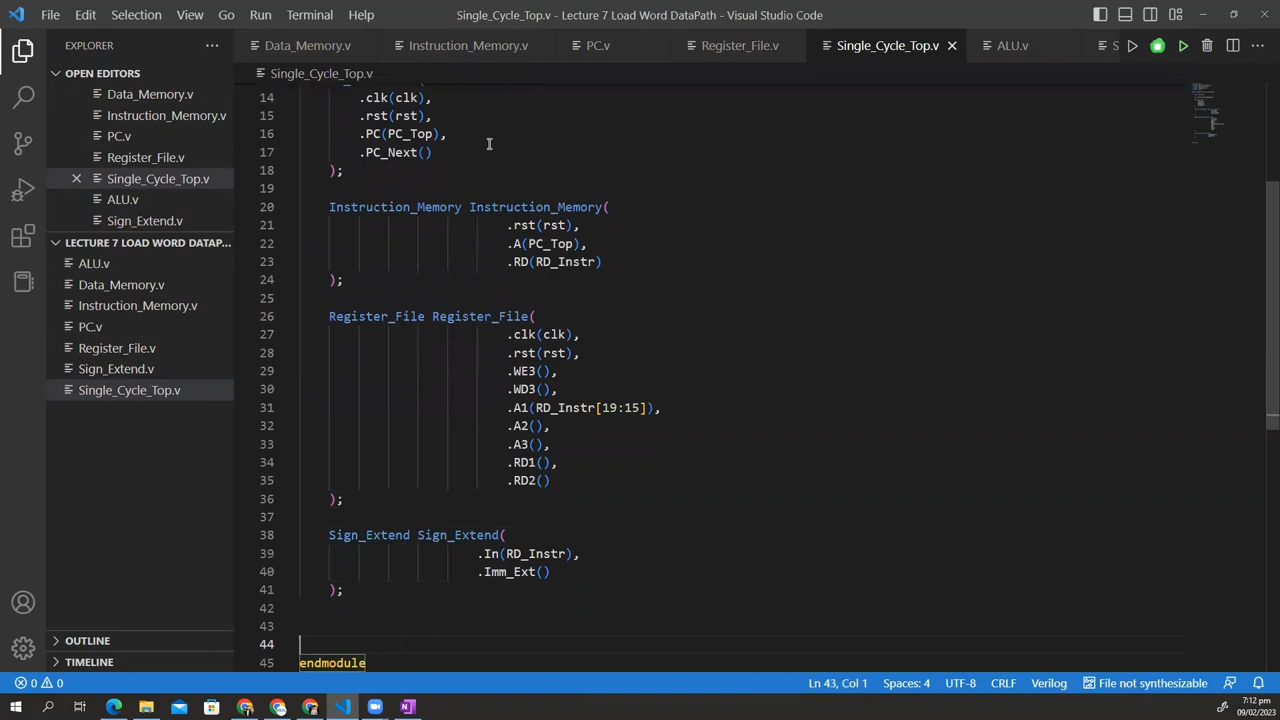 File Edit Selection View Go Run Terminal Help Single_Cycle_Top.v - Lecture 7 Load Word DataPath - Visual Studio Code
EXPLORER
OPEN EDITORS
Data_Memory.v
Instruction_Memory.v
PC.v
Register_File.v
Single_Cycle_Top.v
ALU.v
Sign_Extend.v
LECTURE 7 LOAD WORD DATAP...
ALU.v
Data_Memory.v
Instruction_Memory.v
PC.v
Register_File.v
Sign_Extend.v
Single_Cycle_Top.v
OUTLINE
TIMELINE
Data_Memory.v Instruction_Memory.v PC.v Register_File.v Single_Cycle_Top.v ALU.v S
Single_Cycle_Top.v
14 .clk(clk),
15 .rst(rst),
16 .PC(PC_Top),
17 .PC_Next()
18 );
19
20 Instruction_Memory Instruction_Memory(
21 .rst(rst),
22 .A(PC_Top),
23 .RD(RD_Instr)
24 );
25
26 Register_File Register_File(
27 .clk(clk),
28 .rst(rst),
29 .WE3(),
30 .WD3(),
31 .A1(RD_Instr[19:15]),
32 .A2(),
33 .A3(),
34 .RD1(),
35 .RD2()
36 );
37
38 Sign_Extend Sign_Extend(
39 .In(RD_Instr),
40 .Imm_Ext()
41 );
42
43
44
45 endmodule
0 0 Ln 43, Col 1 Spaces: 4 UTF-8 CRLF Verilog File not synthesizable
7:12 pm
09/02/2023